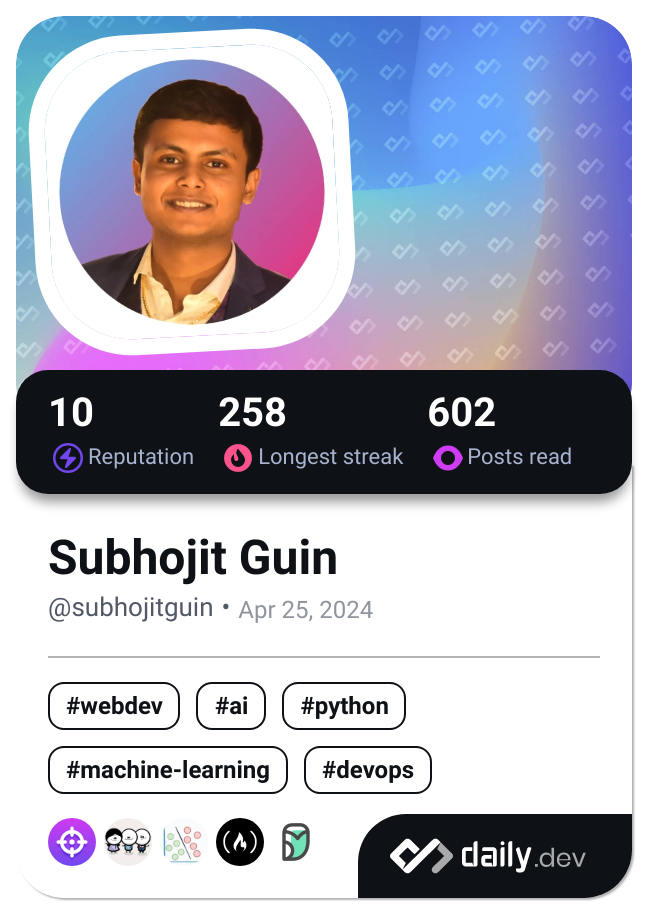 10 258 602
Reputation Longest streak Posts read
Subhojit Guin
@subhojitguin • Apr 25, 2024
#webdev #ai #python
#machine-learning #devops
daily.dev